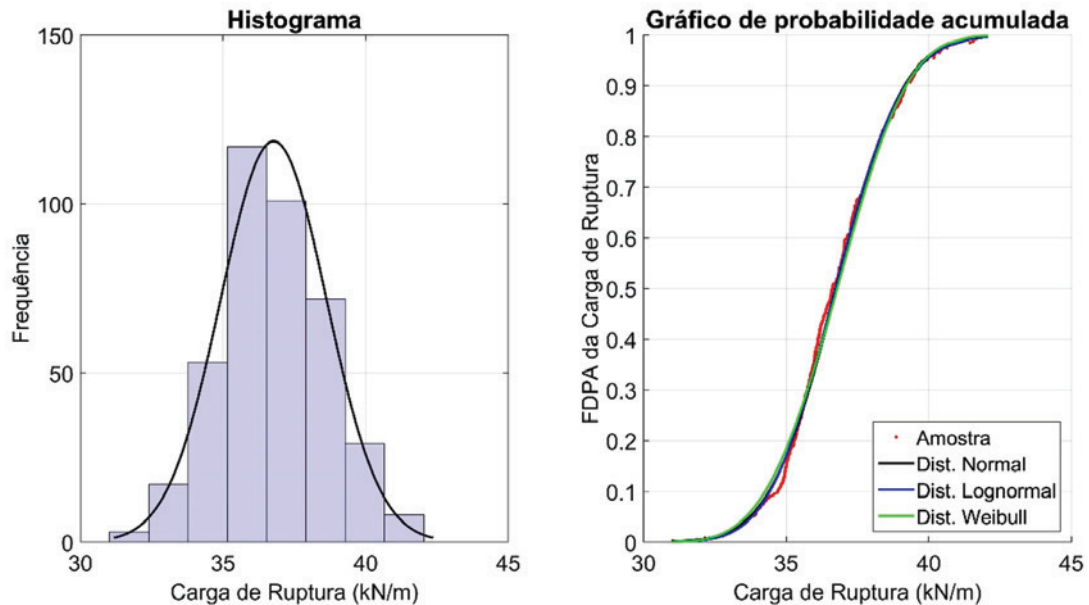 Histograma
150
100
50
0
30
35
40
45
Frequência
Carga de Ruptura (kN/m)
Gráfico de probabilidade acumulada
1
0.9
0.8
0.7
0.6
0.5
0.4
0.3
0.2
0.1
0
30
35
40
45
FDPA da Carga de Ruptura
Carga de Ruptura (kN/m)
Amostra
Dist. Normal
Dist. Lognormal
Dist. Weibull